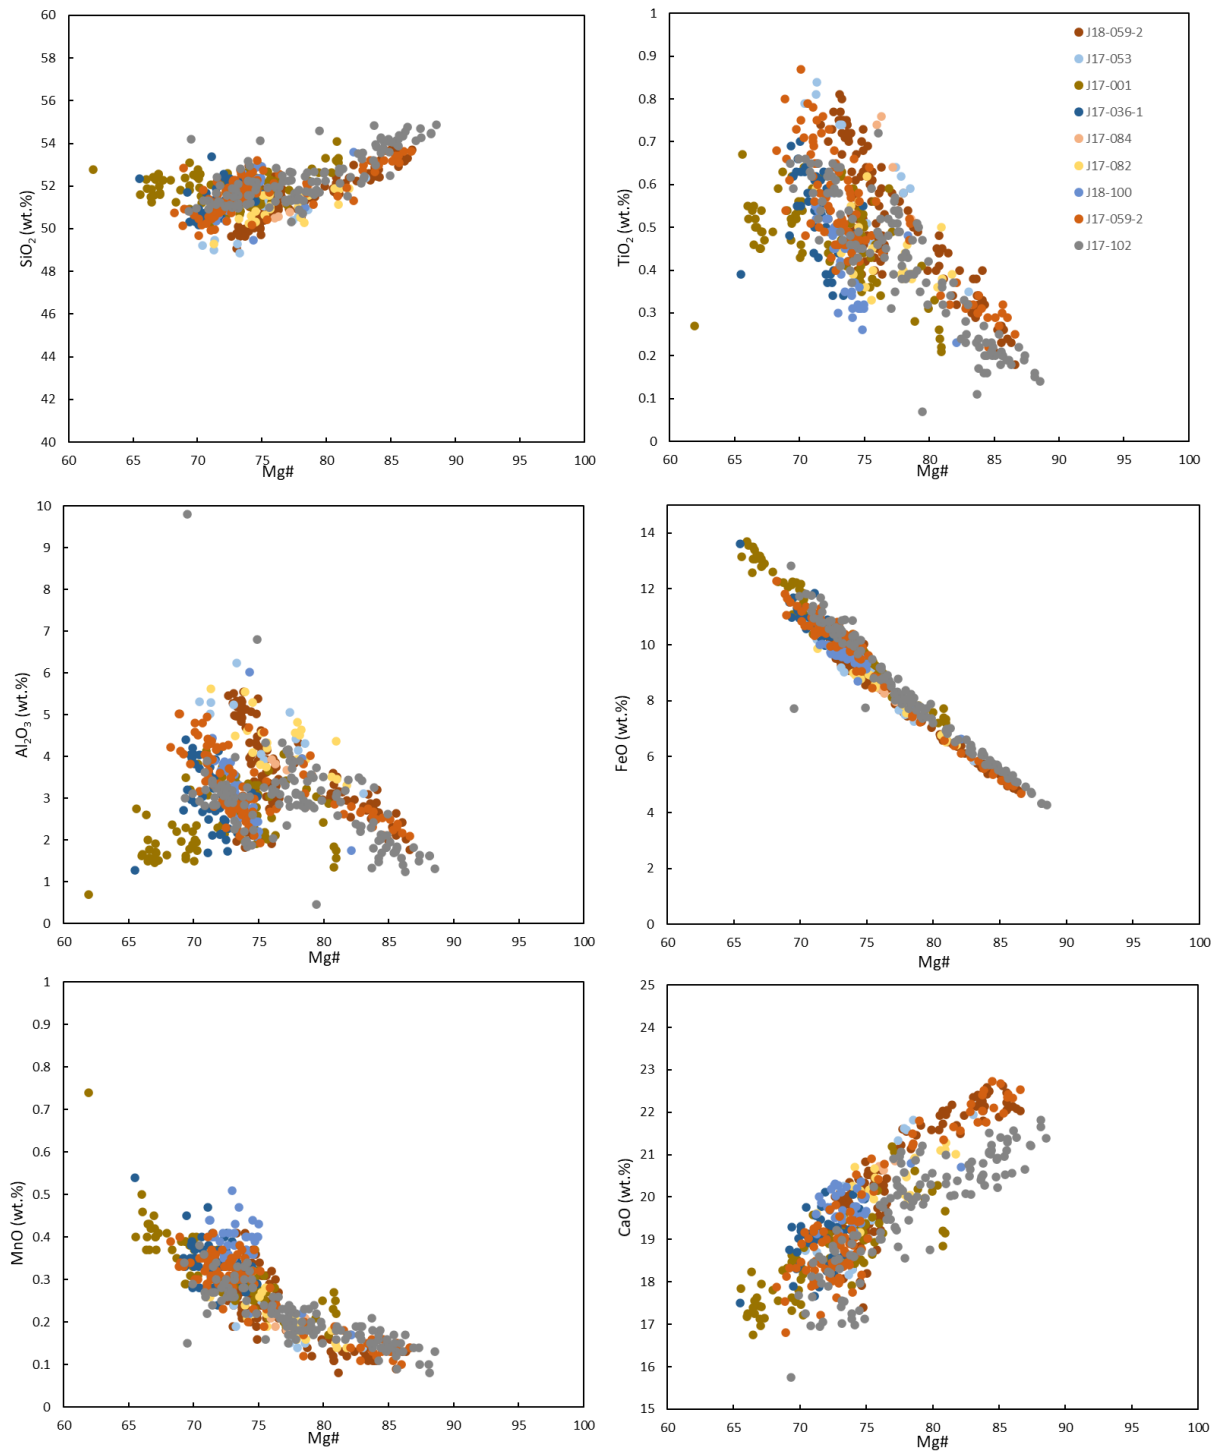 60
58
56
54
52
50
48
46
44
42
40
SiO₂ (wt.%)
60 65 70 75 80 85 90 95 100
Mg#
1
0.9
0.8
0.7
0.6
0.5
0.4
0.3
0.2
0.1
0
TiO₂ (wt.%)
60 65 70 75 80 85 90 95 100
Mg#
J18-059-2
J17-053
J17-001
J17-036-1
J17-084
J17-082
J18-100
J17-059-2
J17-102
10
9
8
7
6
5
4
3
2
1
0
Al₂O₃ (wt.%)
60 65 70 75 80 85 90 95 100
Mg#
14
12
10
8
6
4
2
0
FeO (wt.%)
60 65 70 75 80 85 90 95 100
Mg#
1
0.9
0.8
0.7
0.6
0.5
0.4
0.3
0.2
0.1
0
MnO (wt.%)
60 65 70 75 80 85 90 95 100
Mg#
25
24
23
22
21
20
19
18
17
16
15
CaO (wt.%)
60 65 70 75 80 85 90 95 100
Mg#